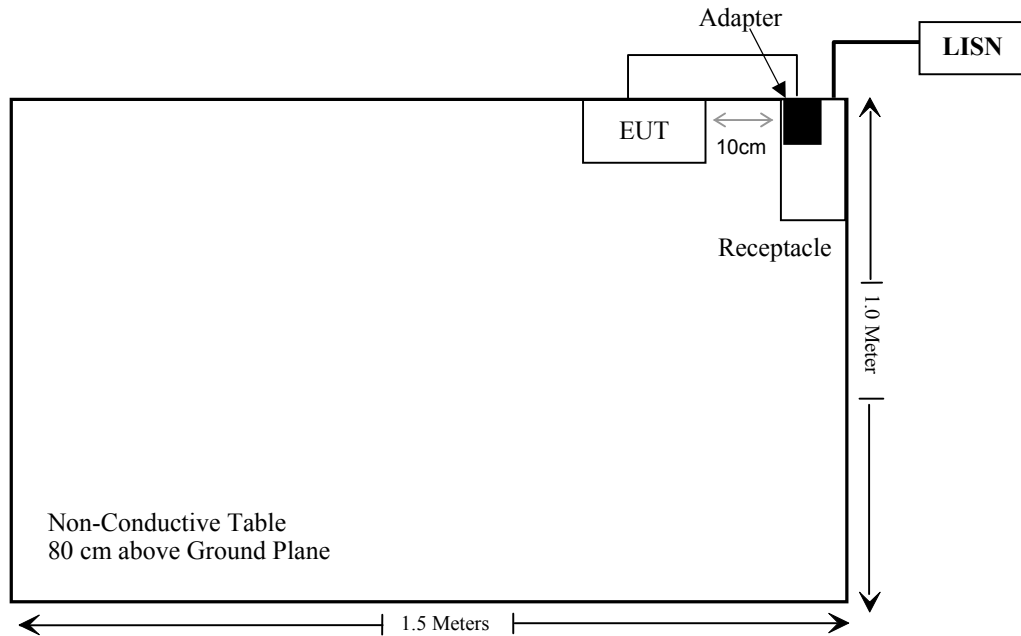 Adapter
LISN
EUT
10cm
Receptacle
1.0 Meter
Non-Conductive Table
80 cm above Ground Plane
1.5 Meters